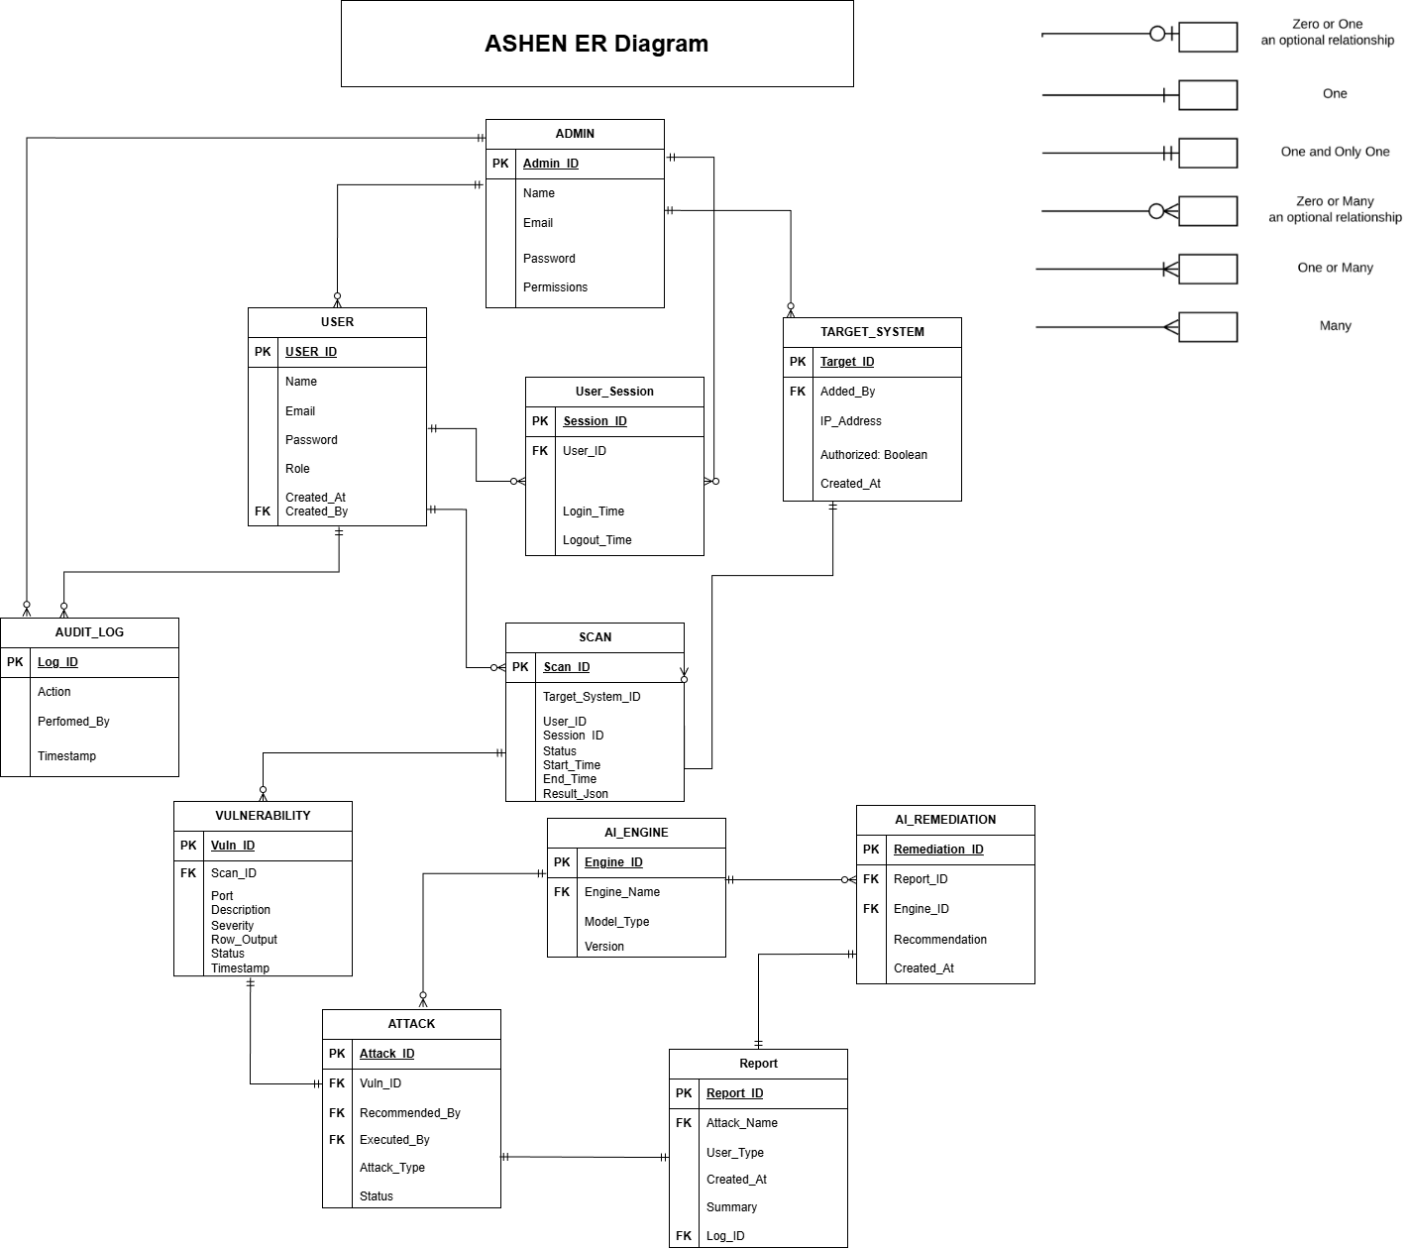 ASHEN ER Diagram
Zero or One
an optional relationship
One
One and Only One
Zero or Many
an optional relationship
One or Many
Many
ADMIN
PK Admin_ID
Name
Email
Password
Permissions
USER
PK USER_ID
Name
Email
Password
Role
Created_At
FK Created_By
User_Session
PK Session_ID
FK User_ID
Login_Time
Logout_Time
TARGET_SYSTEM
PK Target_ID
FK Added_By
IP_Address
Authorized: Boolean
Created_At
AUDIT_LOG
PK Log_ID
Action
Perfomed_By
Timestamp
SCAN
PK Scan_ID
Target_System_ID
User_ID
Session_ID
Status
Start_Time
End_Time
Result_Json
VULNERABILITY
PK Vuln_ID
FK Scan_ID
Port
Description
Severity
Row_Output
Status
Timestamp
AI_ENGINE
PK Engine_ID
FK Engine_Name
Model_Type
Version
AI_REMEDIATION
PK Remediation_ID
FK Report_ID
FK Engine_ID
Recommendation
Created_At
ATTACK
PK Attack_ID
FK Vuln_ID
FK Recommended_By
FK Executed_By
Attack_Type
Status
Report
PK Report_ID
FK Attack_Name
User_Type
Created_At
Summary
FK Log_ID